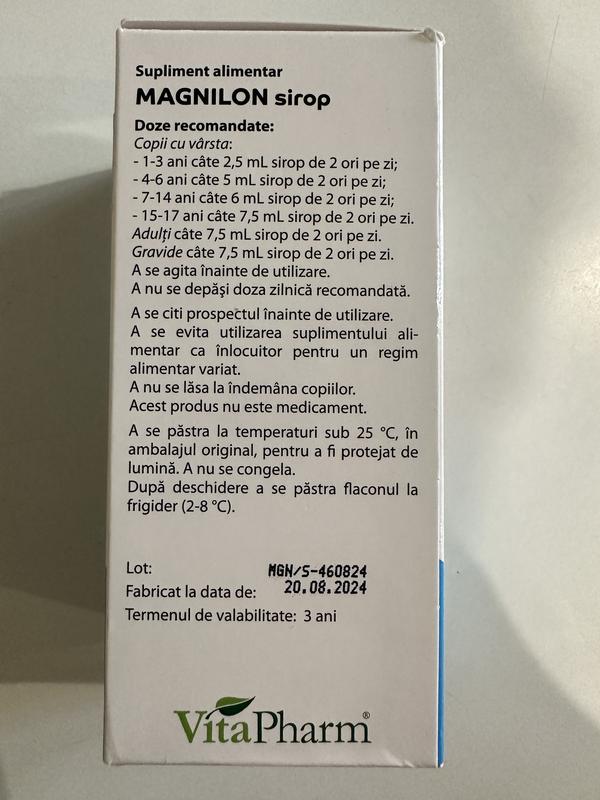 Supliment alimentar
MAGNILON sirop
Doze recomandate:
Copii cu vârsta:
- 1-3 ani câte 2,5 mL sirop de 2 ori pe zi;
- 4-6 ani câte 5 mL sirop de 2 ori pe zi;
- 7-14 ani câte 6 mL sirop de 2 ori pe zi;
- 15-17 ani câte 7,5 mL sirop de 2 ori pe zi.
Adulți câte 7,5 mL sirop de 2 ori pe zi.
Gravide câte 7,5 mL sirop de 2 ori pe zi.
A se agita înainte de utilizare.
A nu se depăşi doza zilnică recomandată.
A se citi prospectul înainte de utilizare.
A se evita utilizarea suplimentului ali-
mentar ca înlocuitor pentru un regim
alimentar variat.
A nu se lăsa la îndemâna copiilor.
Acest produs nu este medicament.
A se păstra la temperaturi sub 25 °C, în
ambalajul original, pentru a fi protejat de
lumină. A nu se congela.
După deschidere a se păstra flaconul la
frigider (2-8 °C).
Lot: MGN/S-460824
Fabricat la data de: 20.08.2024
Termenul de valabilitate: 3 ani
VitaPharm®